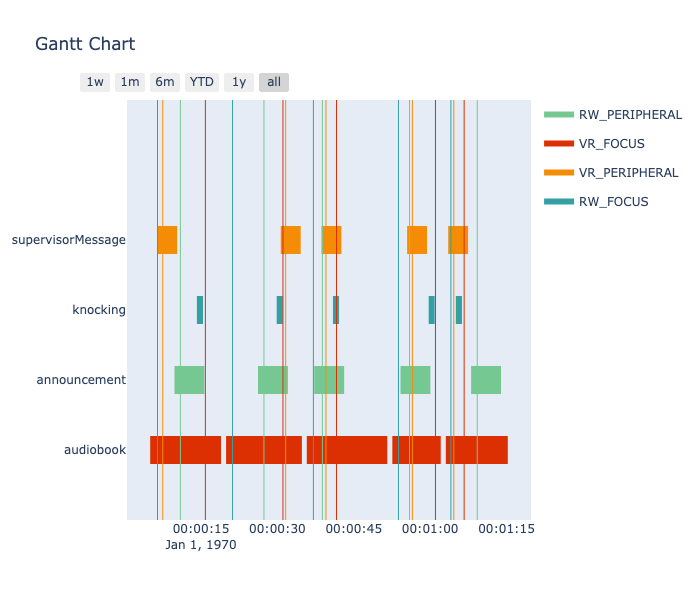 Gantt Chart
1w 1m 6m YTD 1y all
RW_PERIPHERAL
VR_FOCUS
VR_PERIPHERAL
RW_FOCUS
supervisorMessage
knocking
announcement
audiobook
00:00:15 00:00:30 00:00:45 00:01:00 00:01:15
Jan 1, 1970